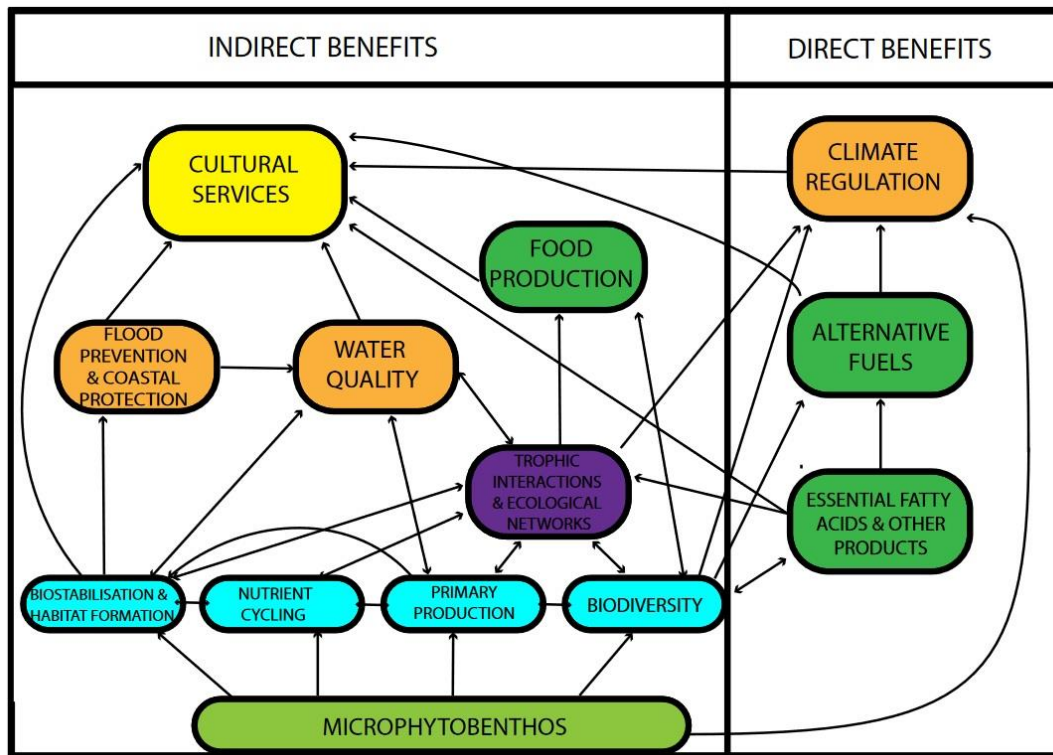 INDIRECT BENEFITS
DIRECT BENEFITS
CULTURAL
SERVICES
CLIMATE
REGULATION
FOOD
PRODUCTION
FLOOD
PREVENTION
& COASTAL
PROTECTION
WATER
QUALITY
ALTERNATIVE
FUELS
TROPHIC
INTERACTIONS
& ECOLOGICAL
NETWORKS
ESSENTIAL FATTY
ACIDS & OTHER
PRODUCTS
BIOSTABILISATION &
HABITAT FORMATION
NUTRIENT
CYCLING
PRIMARY
PRODUCTION
BIODIVERSITY
MICROPHYTOBENTHOS